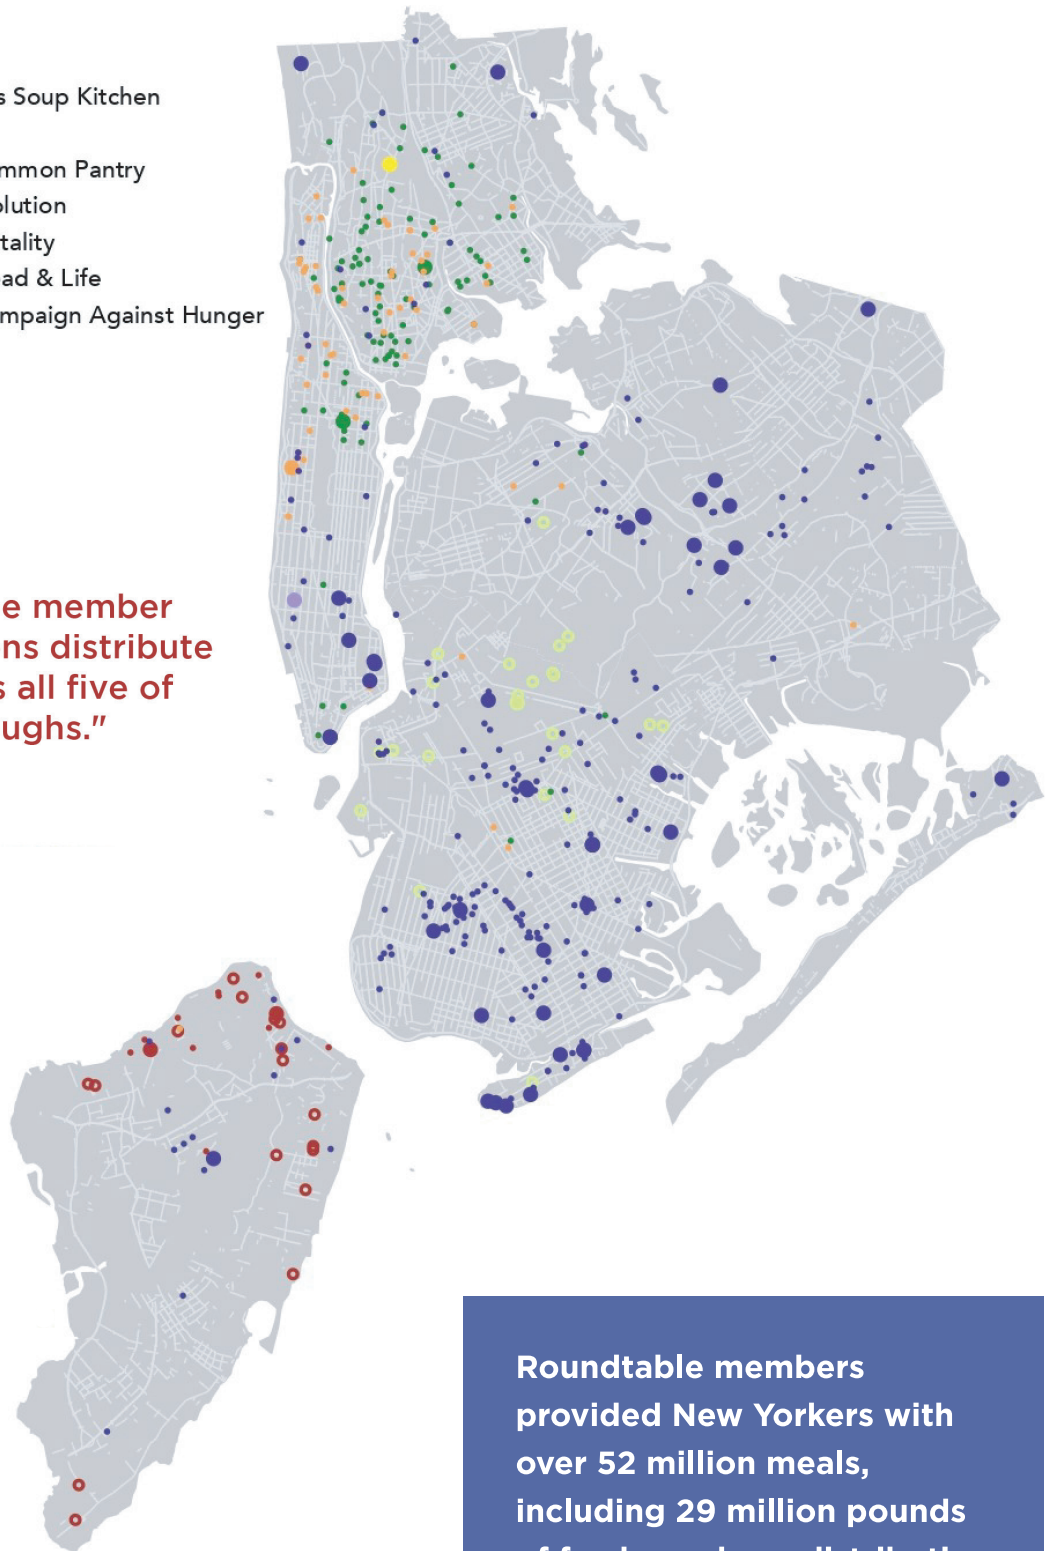 s Soup Kitchen
mmon Pantry
olution
tality
ad & Life
mpaign Against Hunger
e member
ns distribute
s all five of
ughs."
Roundtable members
provided New Yorkers with
over 52 million meals,
including 29 million pounds